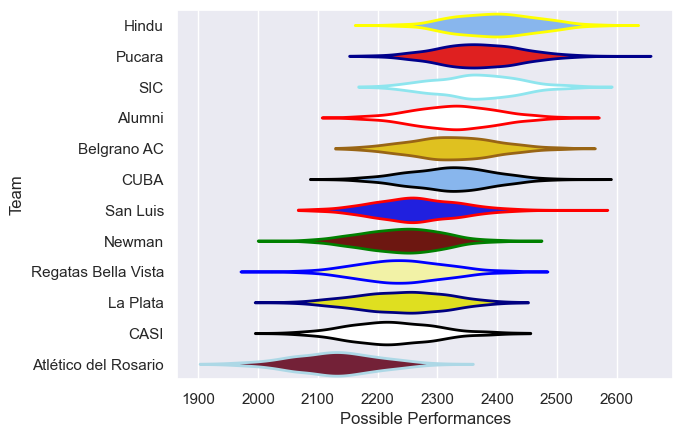 Hindu
Pucara
SIC
Alumni
Belgrano AC
CUBA
San Luis
Newman
Regatas Bella Vista
La Plata
CASI
Atlético del Rosario
Team
1900 2000 2100 2200 2300 2400 2500 2600
Possible Performances